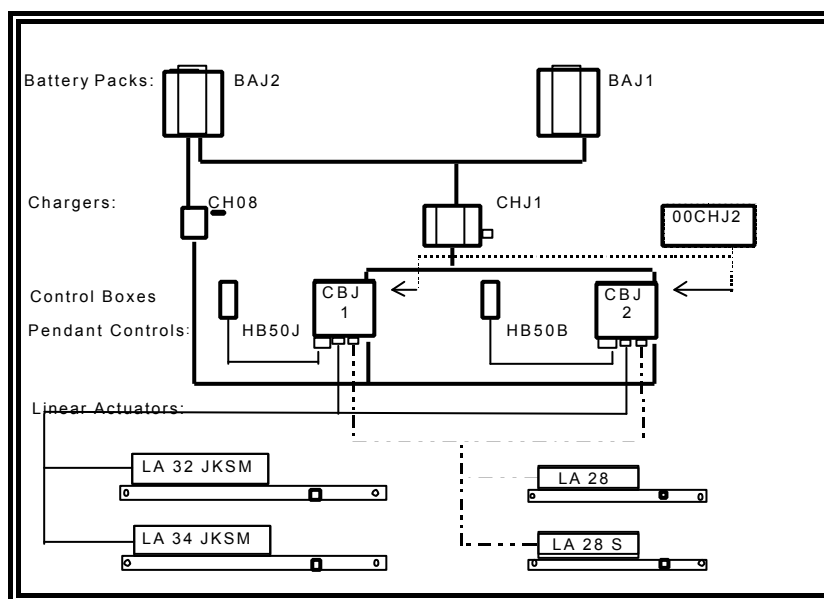 Battery Packs: BAJ2 BAJ1
Chargers: CH08 CHJ1 00CHJ2
Control Boxes CBJ 1 CBJ 2
Pendant Controls: HB50J HB50B
Linear Actuators:
LA 32 JKSM LA 28
LA 34 JKSM LA 28 S